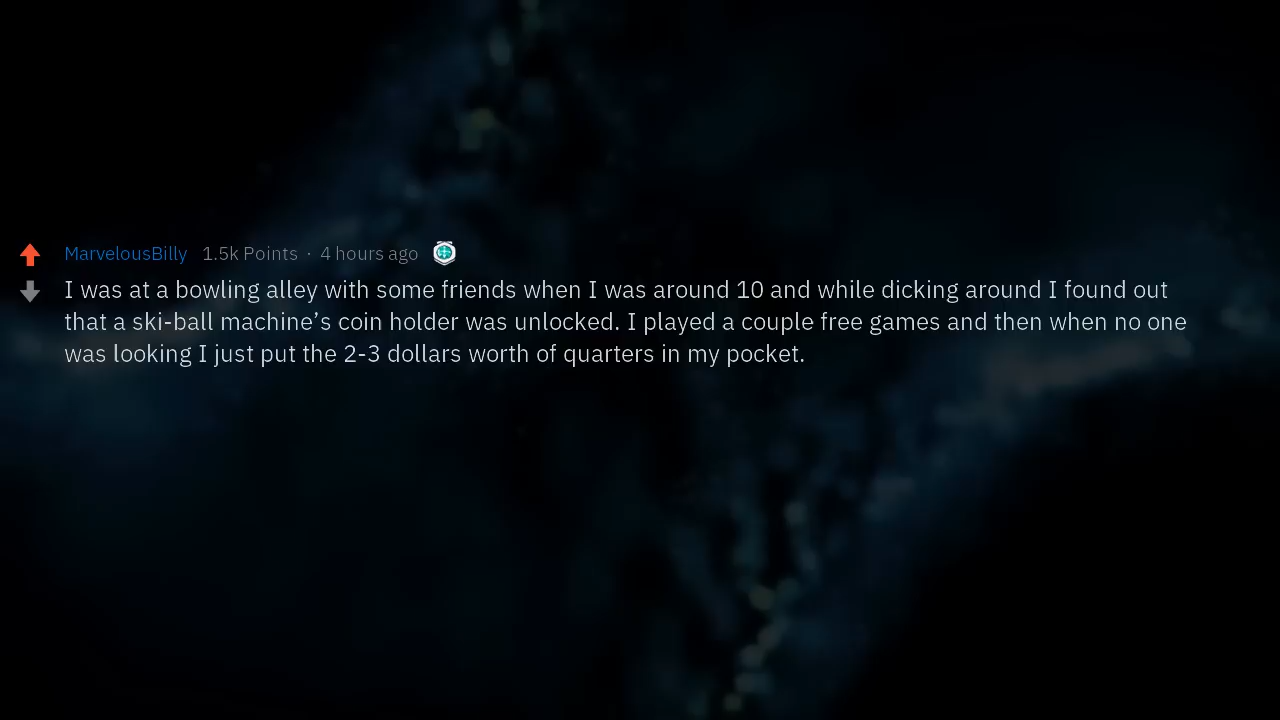 MarvelousBilly 1.5k Points · 4 hours ago
I was at a bowling alley with some friends when I was around 10 and while dicking around I found out
that a ski-ball machine’s coin holder was unlocked. I played a couple free games and then when no one
was looking I just put the 2-3 dollars worth of quarters in my pocket.